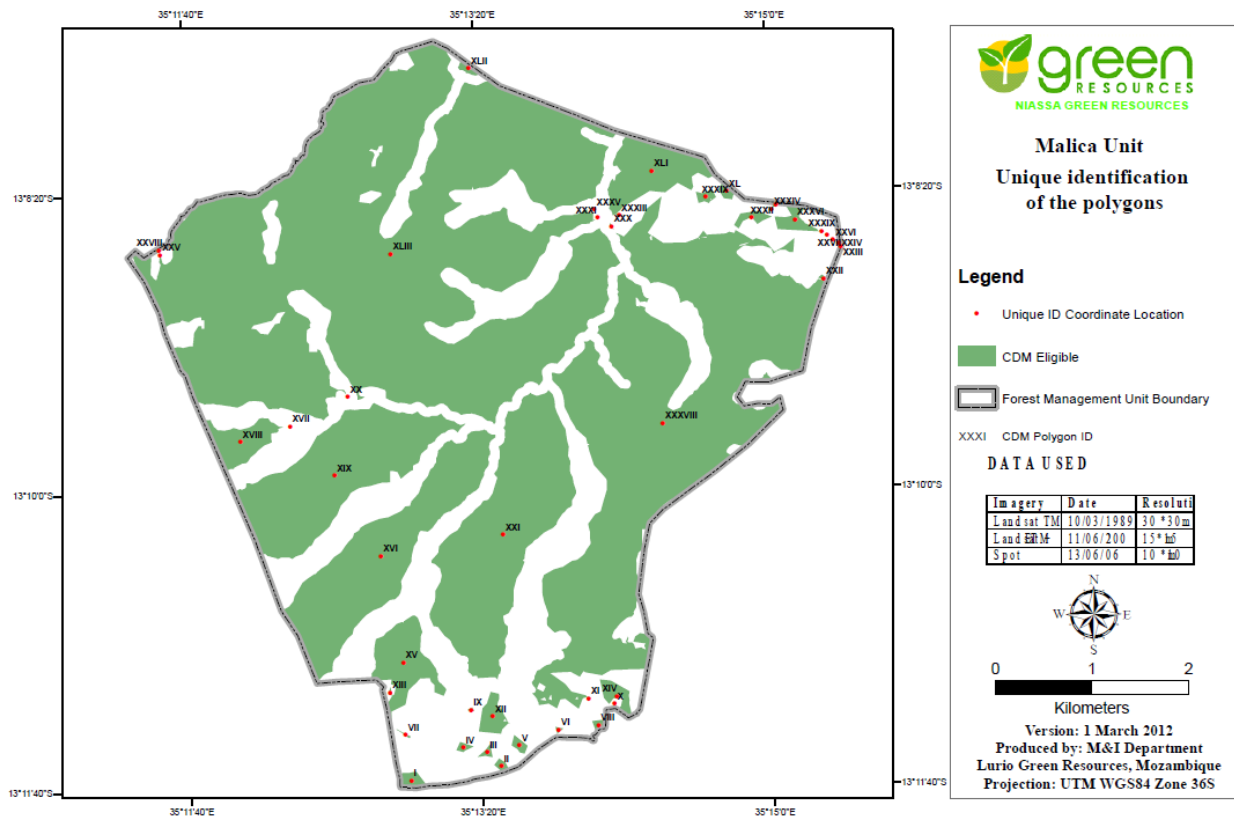 35°11'40"E
35°13'20"E
35°15'0"E
XLII
XLI
XL
XXXIX
13°8'20"S
13°8'20"S
XXXIV
XXXV
XXXIII
XXXI
XXX
XXXII
XXXVI
XXXIX
XXVI
XXIV
XXIII
XXVIII
XXV
XLIII
XXII
XX
XVII
XXXVIII
XVIII
XIX
13°10'0"S
13°10'0"S
XXI
XVI
XV
XIII
XI
XIV
X
IX
XII
VII
VI
VIII
IV
III
V
II
I
13°11'40"S
13°11'40"S
35°11'40"E
35°13'20"E
35°15'0"E
green
RESOURCES
NIASSA GREEN RESOURCES
Malica Unit
Unique identification
of the polygons
Legend
Unique ID Coordinate Location
CDM Eligible
Forest Management Unit Boundary
XXXI CDM Polygon ID
DATA USED
Imagery Date Resoluti
Landsat TM 10/03/1989 30 *30m
11/06/200
Spot 13/06/06
N
W E
S
0 1 2
Kilometers
Version: 1 March 2012
Produced by: M&I Department
Lurio Green Resources, Mozambique
Projection: UTM WGS84 Zone 36S